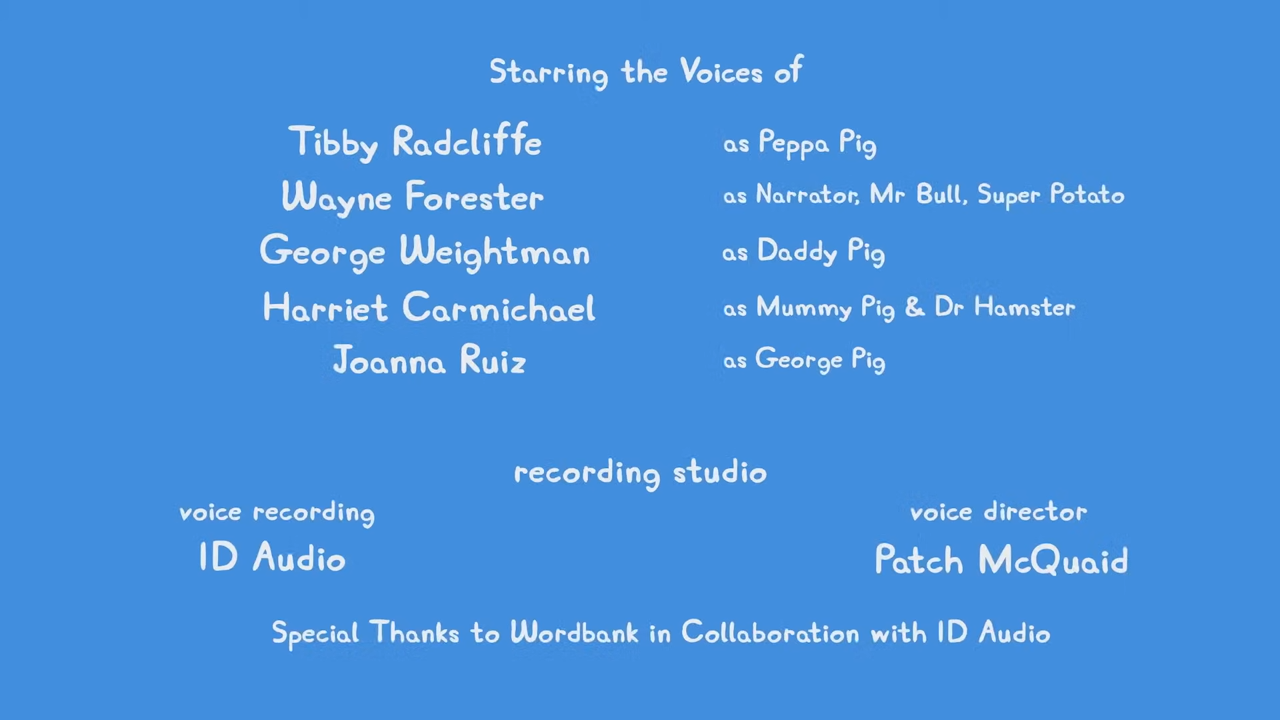 Starring the Voices of
Tibby Radcliffe as Peppa Pig
Wayne Forester as Narrator, Mr Bull, Super Potato
George Weightman as Daddy Pig
Harriet Carmichael as Mummy Pig & Dr Hamster
Joanna Ruiz as George Pig
recording studio
voice recording voice director
ID Audio Patch McQuaid
Special Thanks to Wordbank in Collaboration with ID Audio